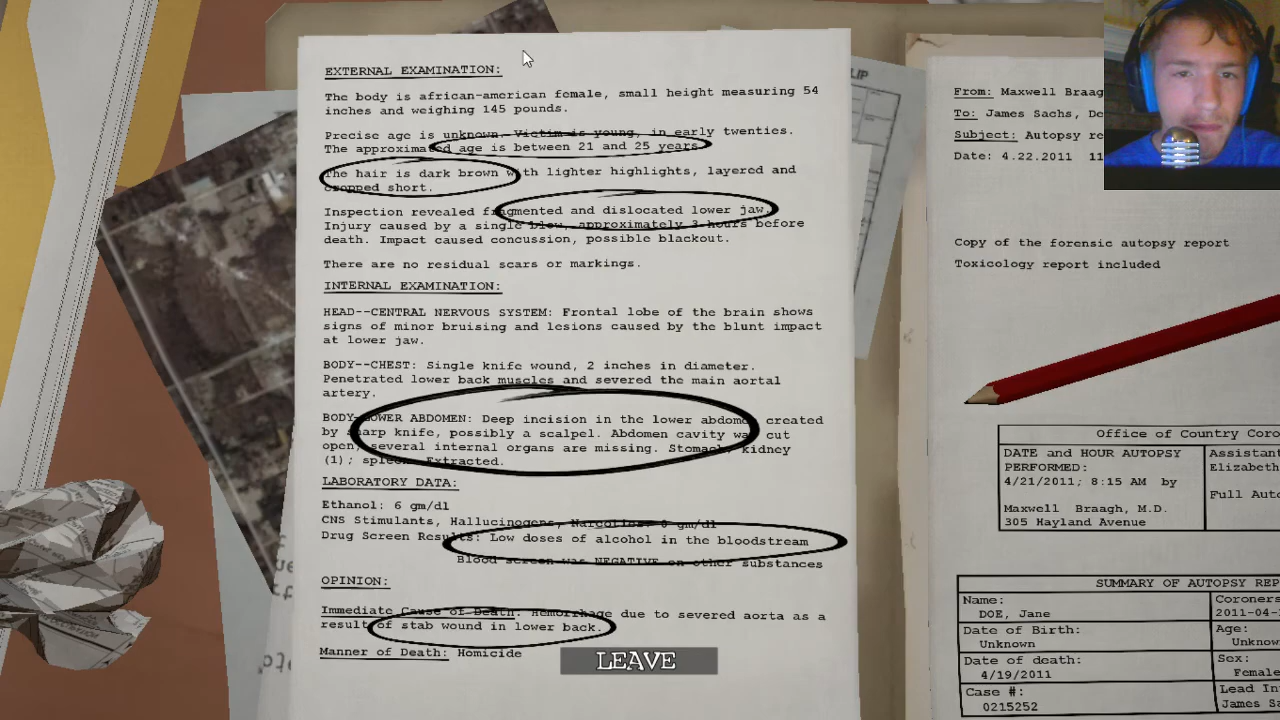 EXTERNAL EXAMINATION:
The body is african-american female, small height measuring 54
inches and weighing 145 pounds.
Precise age is unknown. Victim is young, in early twenties.
The approximated age is between 21 and 25 years.
The hair is dark brown with lighter highlights, layered and
cropped short.
Inspection revealed fragmented and dislocated lower jaw.
Injury caused by a single blow, approximately 3 hours before
death. Impact caused concussion, possible blackout.
There are no residual scars or markings.
INTERNAL EXAMINATION:
HEAD--CENTRAL NERVOUS SYSTEM: Frontal lobe of the brain shows
signs of minor bruising and lesions caused by the blunt impact
at lower jaw.
BODY--CHEST: Single knife wound, 2 inches in diameter.
Penetrated lower back muscles and severed the main aortal
artery.
BODY-LOWER ABDOMEN: Deep incision in the lower abdomen created
by sharp knife, possibly a scalpel. Abdomen cavity was cut
open, several internal organs are missing. Stomach, kidney
(1); spleen. Extracted.
LABORATORY DATA:
Ethanol: 6 gm/dl
CNS Stimulants, Hallucinogens, Narcotics: 0 gm/dl
Drug Screen Results: Low doses of alcohol in the bloodstream
Blood screen was NEGATIVE on other substances
OPINION:
Immediate Cause of Death: Hemorrhage due to severed aorta as a
result of stab wound in lower back.
Manner of Death: Homicide
LEAVE
LIP
From: Maxwell Braag
To: James Sachs, De
Subject: Autopsy re
Date: 4.22.2011 11
Copy of the forensic autopsy report
Toxicology report included
Office of Country Coro
DATE and HOUR AUTOPSY
PERFORMED:
4/21/2011; 8:15 AM by
Maxwell Braagh, M.D.
305 Hayland Avenue
Assistan
Elizabeth
Full Auto
SUMMARY OF AUTOPSY REP
Name:
DOE, Jane
Coroners
2011-04-
Date of Birth:
Unknown
Age:
Unknow
Date of death:
4/19/2011
Sex:
Female
Case #:
0215252
Lead In
James Sa